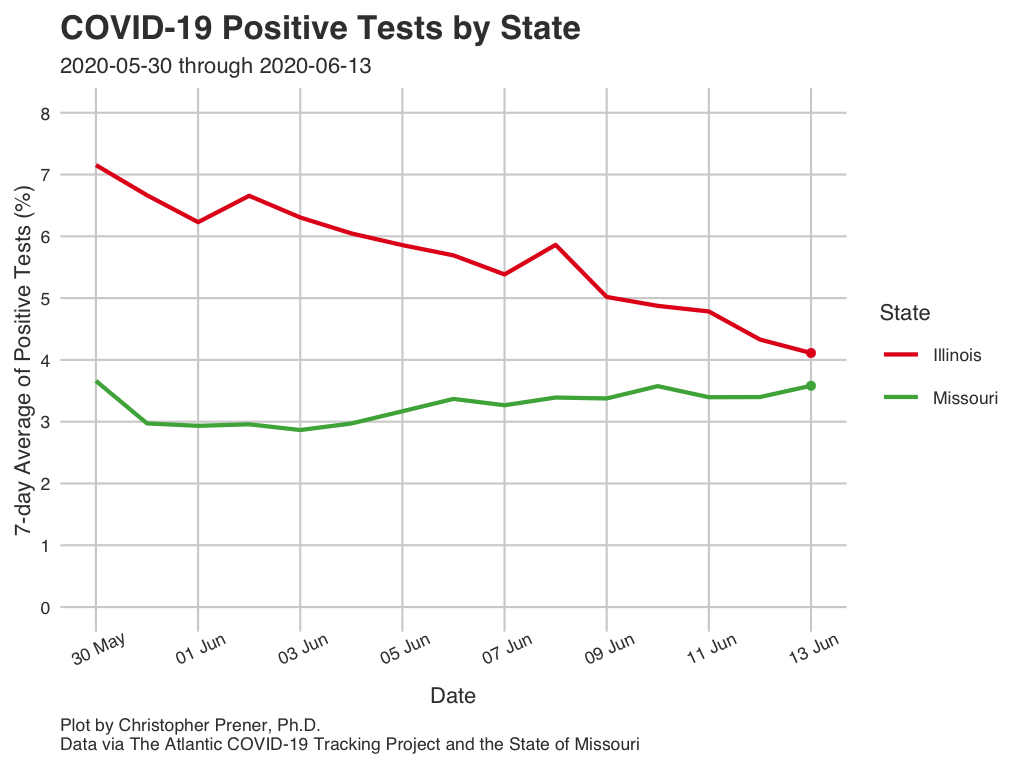 COVID-19 Positive Tests by State
2020-05-30 through 2020-06-13
7-day Average of Positive Tests (%)
8
7
6
5
4
3
2
1
0
30 May
01 Jun
03 Jun
05 Jun
07 Jun
09 Jun
11 Jun
13 Jun
Date
State
Illinois
Missouri
Plot by Christopher Prener, Ph.D.
Data via The Atlantic COVID-19 Tracking Project and the State of Missouri